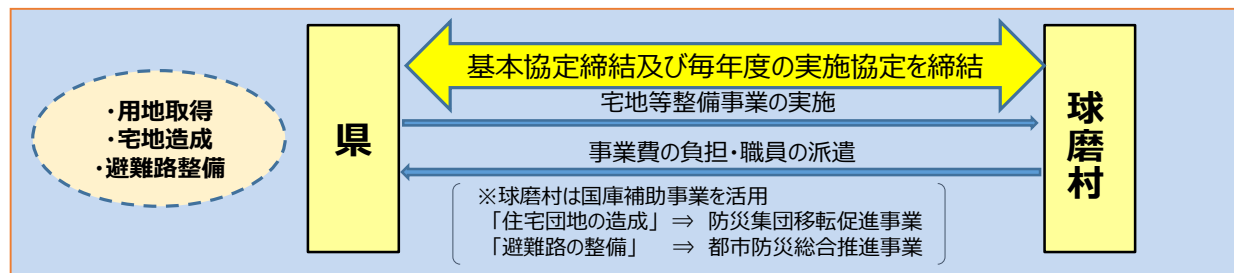 ・用地取得
・宅地造成
・避難路整備
県
基本協定締結及び毎年度の実施協定を締結
宅地等整備事業の実施
事業費の負担・職員の派遣
※球磨村は国庫補助事業を活用
「住宅団地の造成」 ⇒ 防災集団移転促進事業
「避難路の整備」 ⇒ 都市防災総合推進事業
球磨村